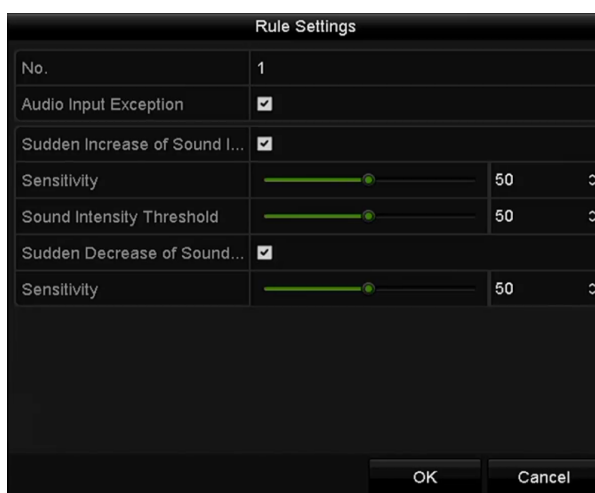 Rule Settings
No. 1
Audio Input Exception
Sudden Increase of Sound I...
Sensitivity 50
Sound Intensity Threshold 50
Sudden Decrease of Sound...
Sensitivity 50
OK Cancel